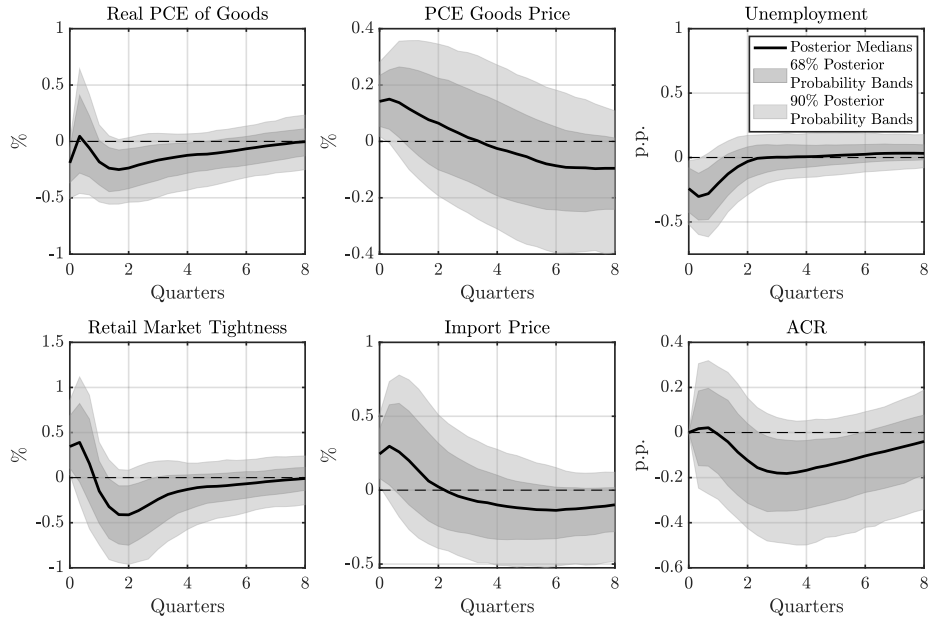 Real PCE of Goods
1
0.5
0
-0.5
-1
%
0 2 4 6 8
Quarters
PCE Goods Price
0.4
0.2
0
-0.2
-0.4
%
0 2 4 6 8
Quarters
Unemployment
1
0.5
0
-0.5
p.p.
Posterior Medians
68% Posterior
Probability Bands
90% Posterior
Probability Bands
0 2 4 6 8
Quarters
Retail Market Tightness
1.5
1
0.5
0
-0.5
-1
%
0 2 4 6 8
Quarters
Import Price
1
0.5
0
-0.5
%
0 2 4 6 8
Quarters
ACR
0.4
0.2
0
-0.2
-0.4
-0.6
p.p.
0 2 4 6 8
Quarters